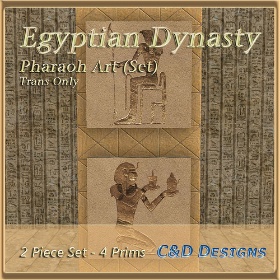 Egyptian Dynasty
Pharaoh Art (Set)
Trans Only
2 Piece Set - 4 Prims - C&D Designs